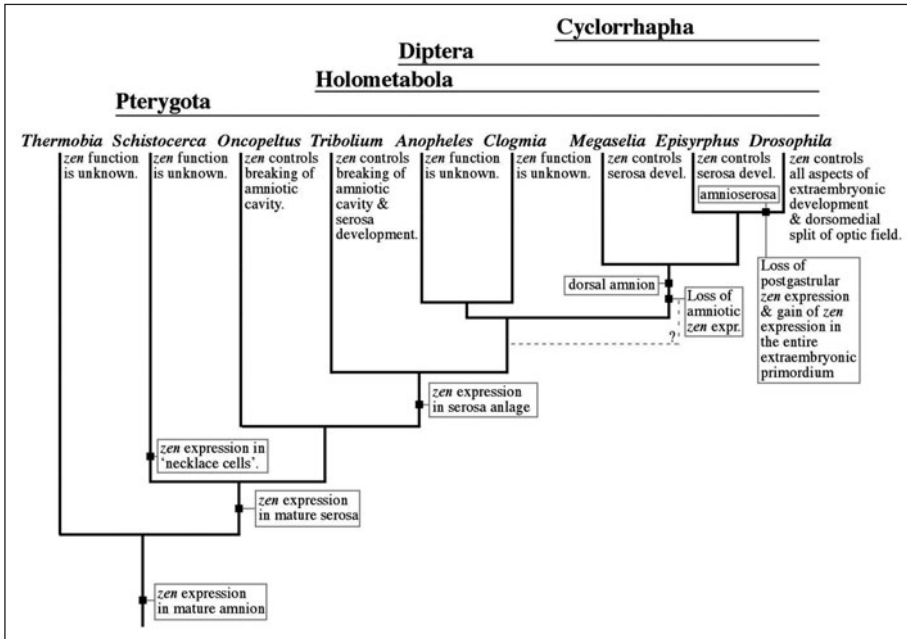 Cyclorrhapha
Diptera
Holometabola
Pterygota
Thermobia Schistocerca Oncopeltus Tribolium Anopheles Clogmia Megaselia Episyrphus Drosophila
zen function
is unknown.
zen function
is unknown.
zen controls
breaking of
amniotic
cavity.
zen controls
breaking of
amniotic
cavity &
serosa
development.
zen function
is unknown.
zen function
is unknown.
zen controls
serosa devel.
zen controls
serosa devel.
zen controls
all aspects of
extraembryonic
development
& dorsomedial
split of optic field.
amnioserosa
dorsal amnion
Loss of
amniotic
zen expr.
?
Loss of
postgastrular
zen expression
& gain of zen
expression in
the entire
extraembryonic
primordium
zen expression
in serosa anlage
zen expression in
‘necklace cells’.
zen expression
in mature serosa
zen expression
in mature amnion